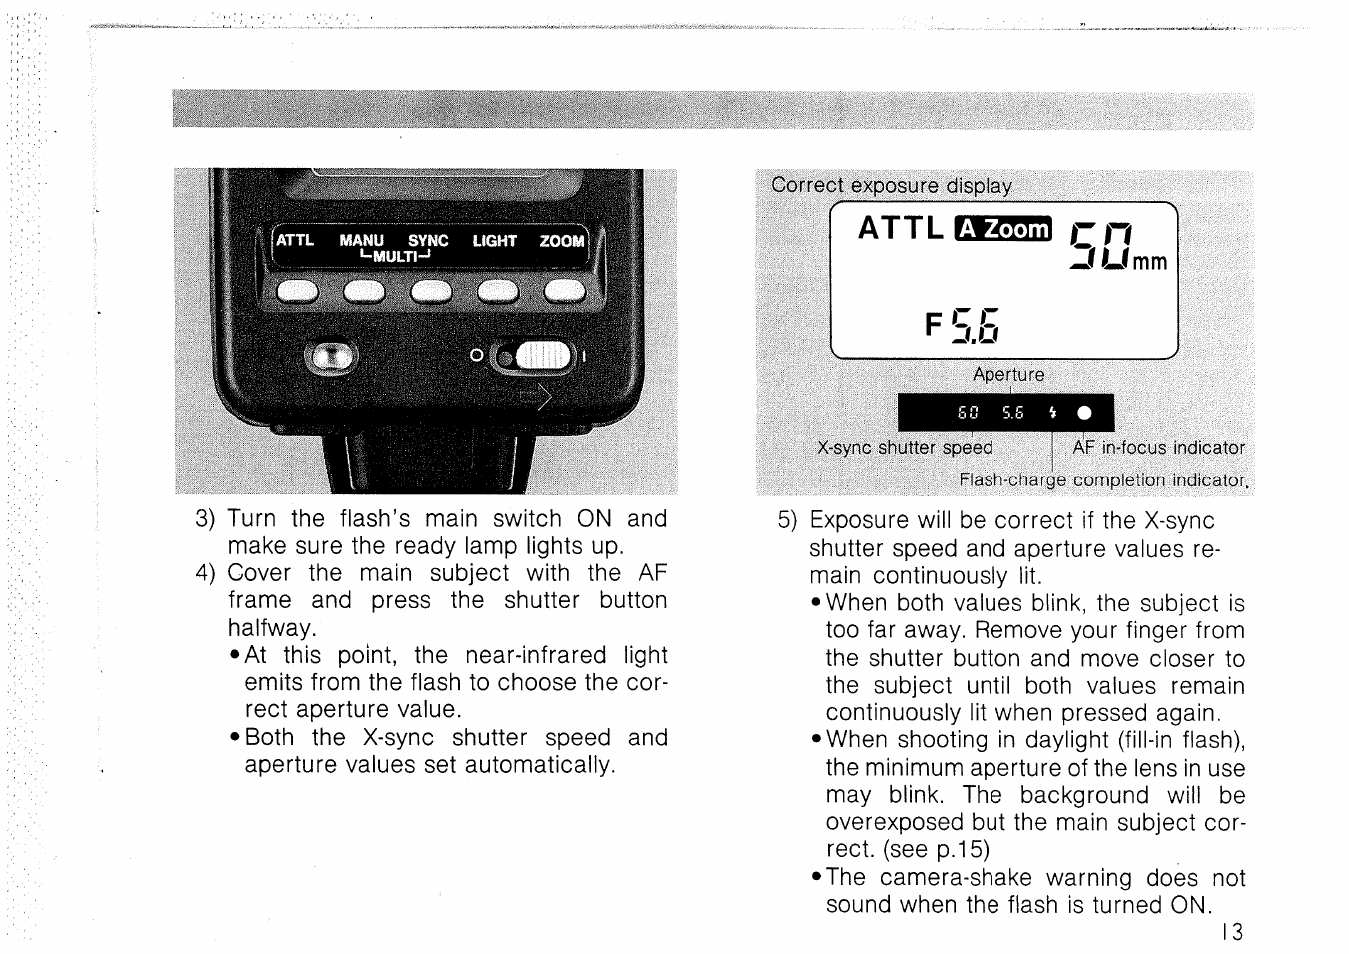 ATTL MANU SYNC LIGHT ZOOM
MULTI
O I
3) Turn the flash's main switch ON and
make sure the ready lamp lights up.
4) Cover the main subject with the AF
frame and press the shutter button
halfway.
•At this point, the near-infrared light
emits from the flash to choose the cor-
rect aperture value.
•Both the X-sync shutter speed and
aperture values set automatically.
Correct exposure display
ATTL A Zoom 50mm
F 5.6
Aperture
60 5.6
X-sync shutter speed AF in-focus indicator
Flash-charge completion indicator.
5) Exposure will be correct if the X-sync
shutter speed and aperture values re-
main continuously lit.
•When both values blink, the subject is
too far away. Remove your finger from
the shutter button and move closer to
the subject until both values remain
continuously lit when pressed again.
•When shooting in daylight (fill-in flash),
the minimum aperture of the lens in use
may blink. The background will be
overexposed but the main subject cor-
rect. (see p.15)
•The camera-shake warning does not
sound when the flash is turned ON.
13